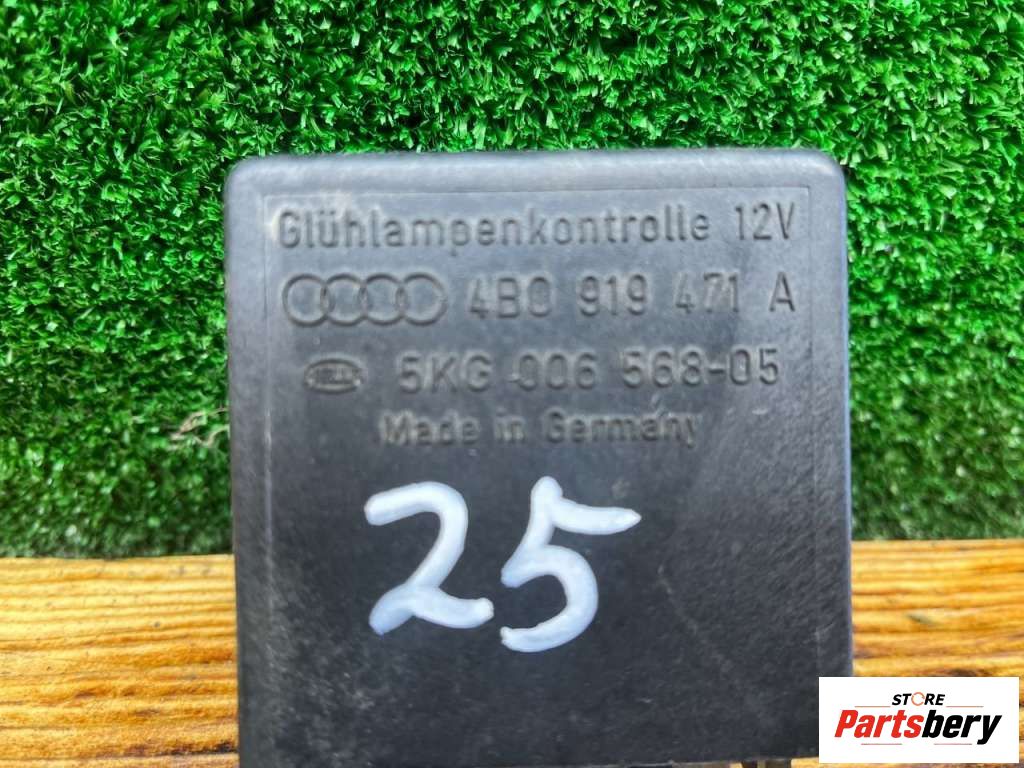 Glühlampenkontrolle 12V
4B0 919 471 A
5KG 006 568-05
Made in Germany
25
STORE
Partsbery